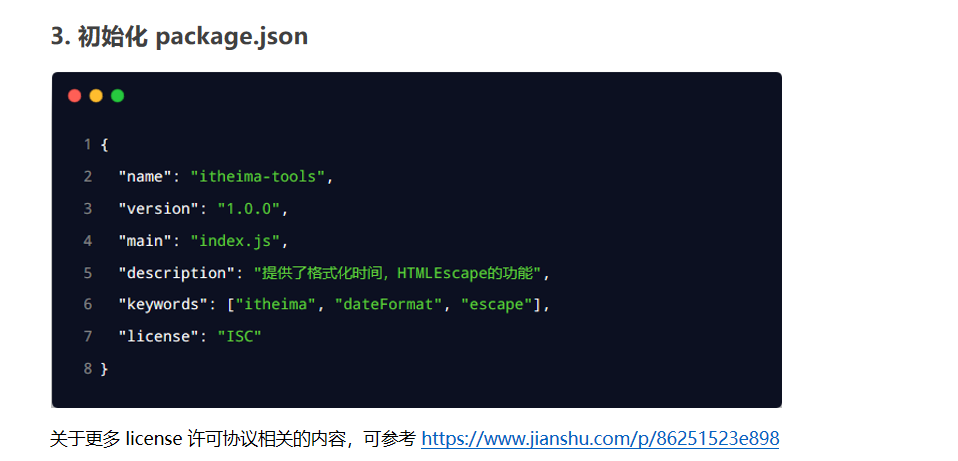 3. 初始化 package.json
1 {
2 "name": "itheima-tools",
3 "version": "1.0.0",
4 "main": "index.js",
5 "description": "提供了格式化时间，HTMLEscape的功能",
6 "keywords": ["itheima", "dateFormat", "escape"],
7 "license": "ISC"
8 }
关于更多 license 许可协议相关的内容，可参考 https://www.jianshu.com/p/86251523e898